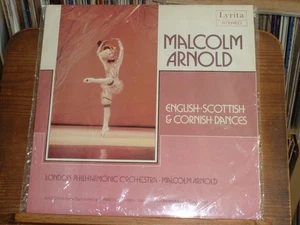 Lyrita
MALCOLM
ARNOLD
ENGLISH·SCOTTISH
& CORNISH·DANCES
LONDON PHILHARMONIC ORCHESTRA · MALCOLM ARNOLD